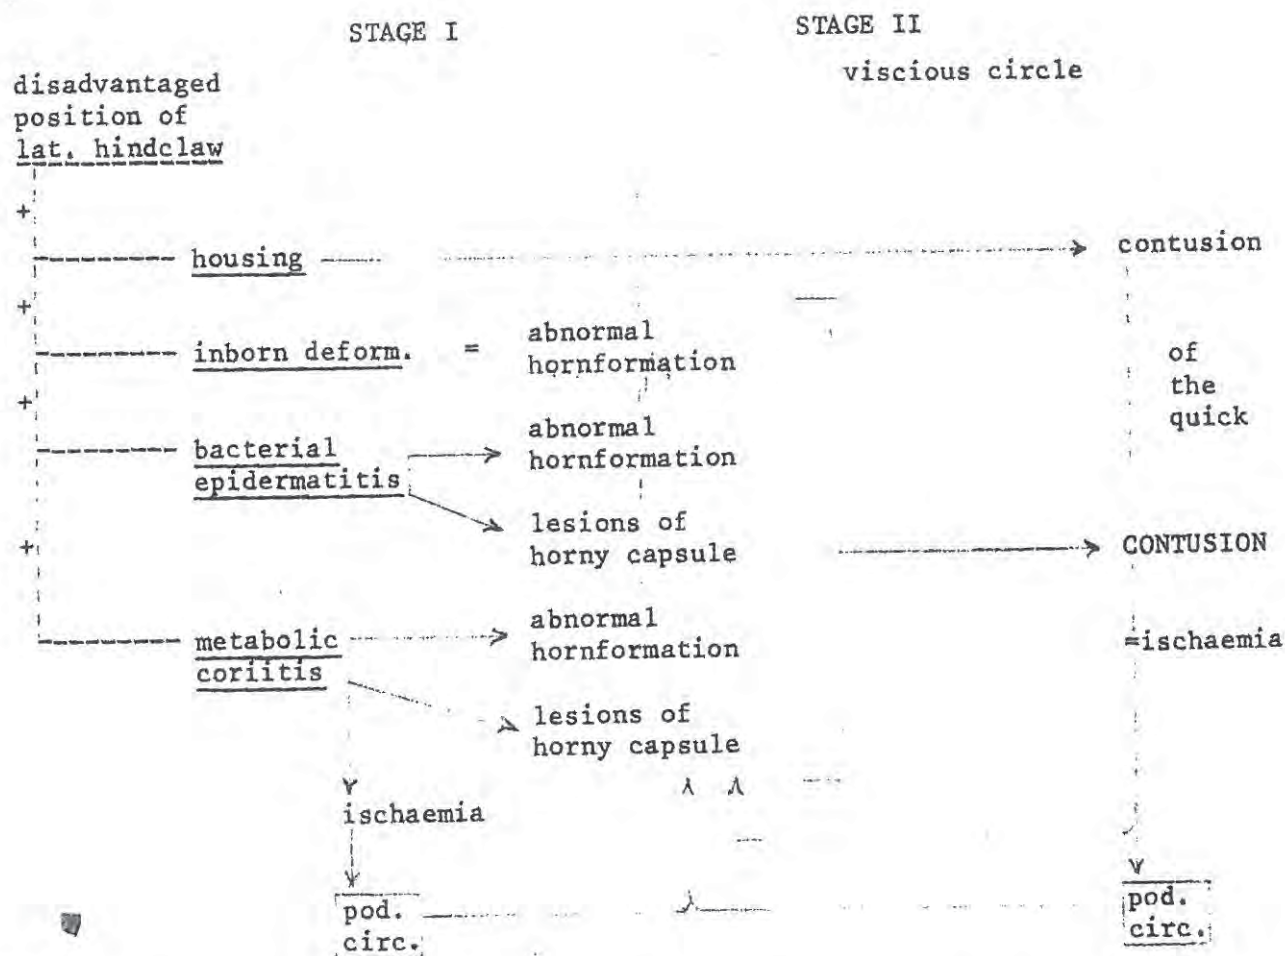 STAGE I
STAGE II
viscious circle
disadvantaged
position of
lat. hindclaw
+
housing
contusion
+
inborn deform. = abnormal
hornformation
of
the
quick
+
bacterial
epidermatitis
abnormal
hornformation
lesions of
horny capsule
+
CONTUSION
metabolic
coriitis
abnormal
hornformation
=ischaemia
lesions of
horny capsule
ischaemia
pod.
circ.
pod.
circ.